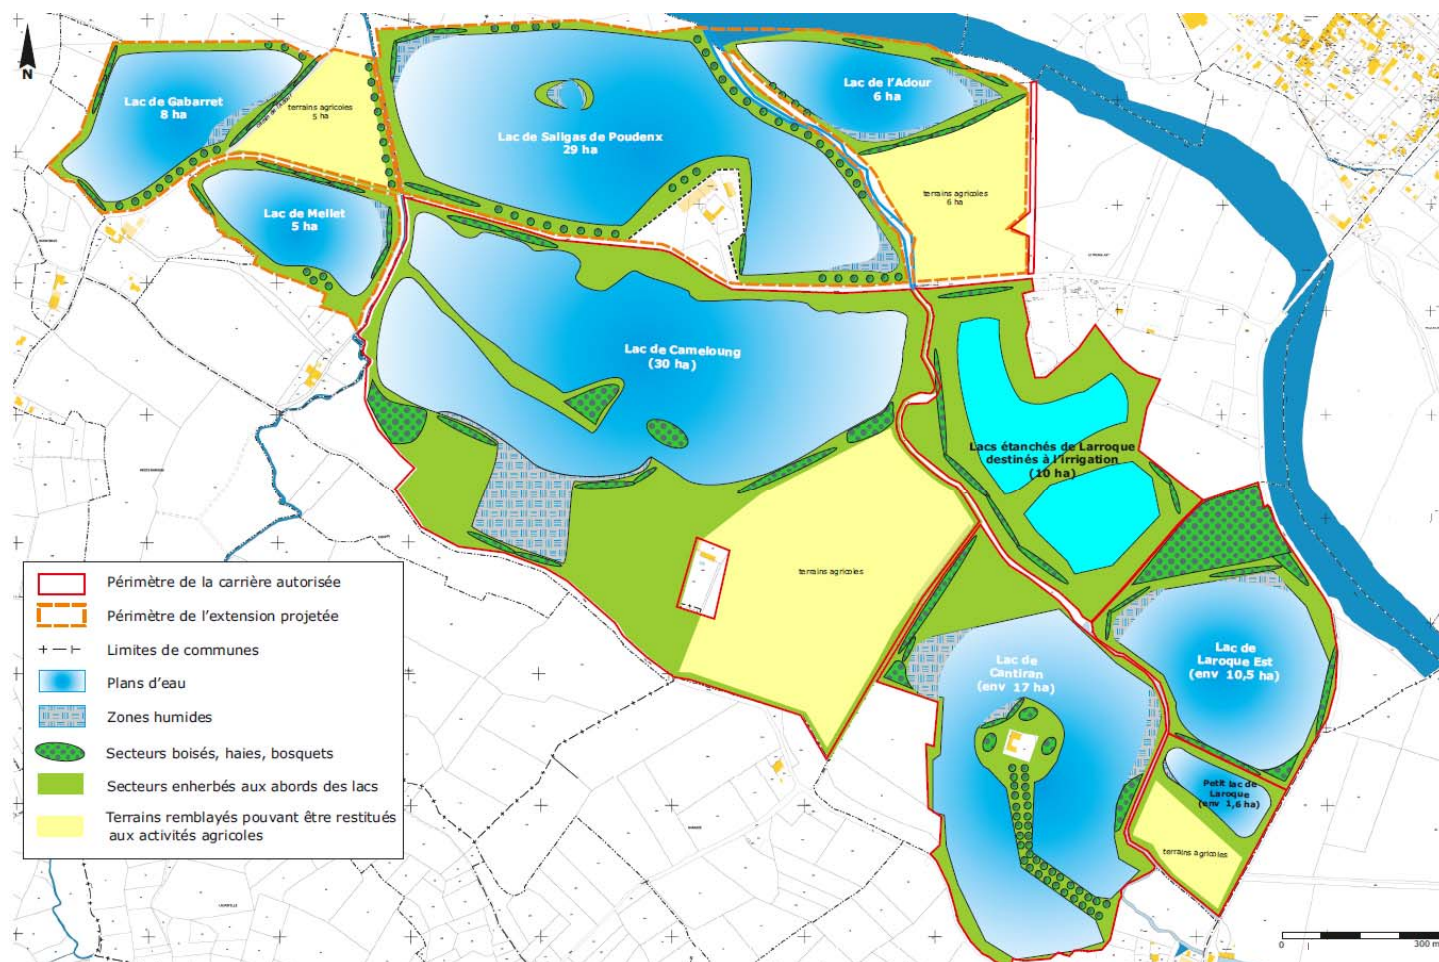 N
Lac de Gabarret
8 ha
terrains agricoles
5 ha
Lac de Saligas de Poudenx
29 ha
Lac de l'Adour
6 ha
terrains agricoles
6 ha
Lac de Mellet
5 ha
Lac de Cameloung
(30 ha)
Lacs étanchés de Larroque
destinés à l'irrigation
(10 ha)
terrains agricoles
Lac de
Cantiran
(env 17 ha)
Lac de
Laroque Est
(env 10,5 ha)
Petit lac de
Laroque
(env 1,6 ha)
terrains agricoles
Périmètre de la carrière autorisée
Périmètre de l'extension projetée
Limites de communes
Plans d'eau
Zones humides
Secteurs boisés, haies, bosquets
Secteurs enherbés aux abords des lacs
Terrains remblayés pouvant être restitués
aux activités agricoles
0 300 m